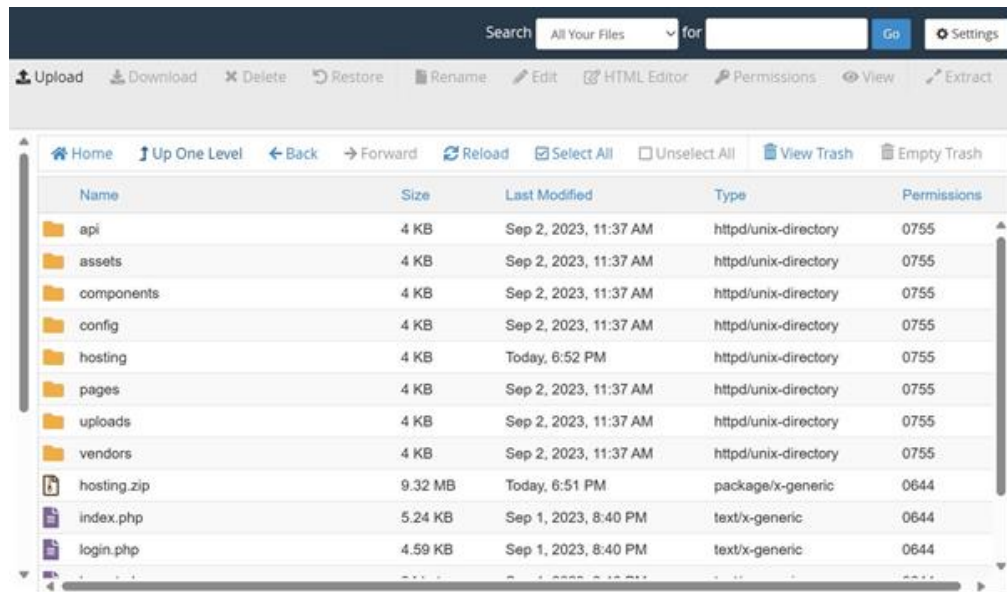 Search All Your Files for Go Settings
Upload Download Delete Restore Rename Edit HTML Editor Permissions View Extract
Home Up One Level Back Forward Reload Select All Unselect All View Trash Empty Trash
Name Size Last Modified Type Permissions
api 4 KB Sep 2, 2023, 11:37 AM httpd/unix-directory 0755
assets 4 KB Sep 2, 2023, 11:37 AM httpd/unix-directory 0755
components 4 KB Sep 2, 2023, 11:37 AM httpd/unix-directory 0755
config 4 KB Sep 2, 2023, 11:37 AM httpd/unix-directory 0755
hosting 4 KB Today, 6:52 PM httpd/unix-directory 0755
pages 4 KB Sep 2, 2023, 11:37 AM httpd/unix-directory 0755
uploads 4 KB Sep 2, 2023, 11:37 AM httpd/unix-directory 0755
vendors 4 KB Sep 2, 2023, 11:37 AM httpd/unix-directory 0755
hosting.zip 9.32 MB Today, 6:51 PM package/x-generic 0644
index.php 5.24 KB Sep 1, 2023, 8:40 PM text/x-generic 0644
login.php 4.59 KB Sep 1, 2023, 8:40 PM text/x-generic 0644